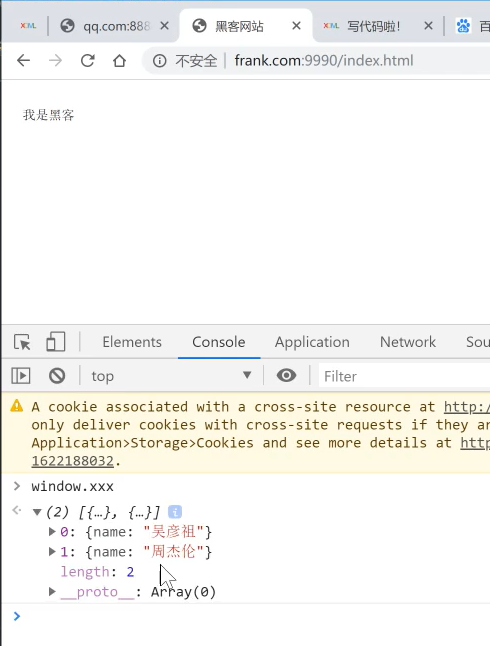 XML qq.com:888 黑客网站 XML 写代码啦! 百
不安全 frank.com:9990/index.html
我是黑客
Elements Console Application Network Sou
top Filter
A cookie associated with a cross-site resource at http:/
only deliver cookies with cross-site requests if they ar
Application>Storage>Cookies and see more details at http
1622188032.
window.xxx
(2) [{…}, {…}] i
0: {name: "吴彦祖"}
1: {name: "周杰伦"}
length: 2
__proto__: Array(0)